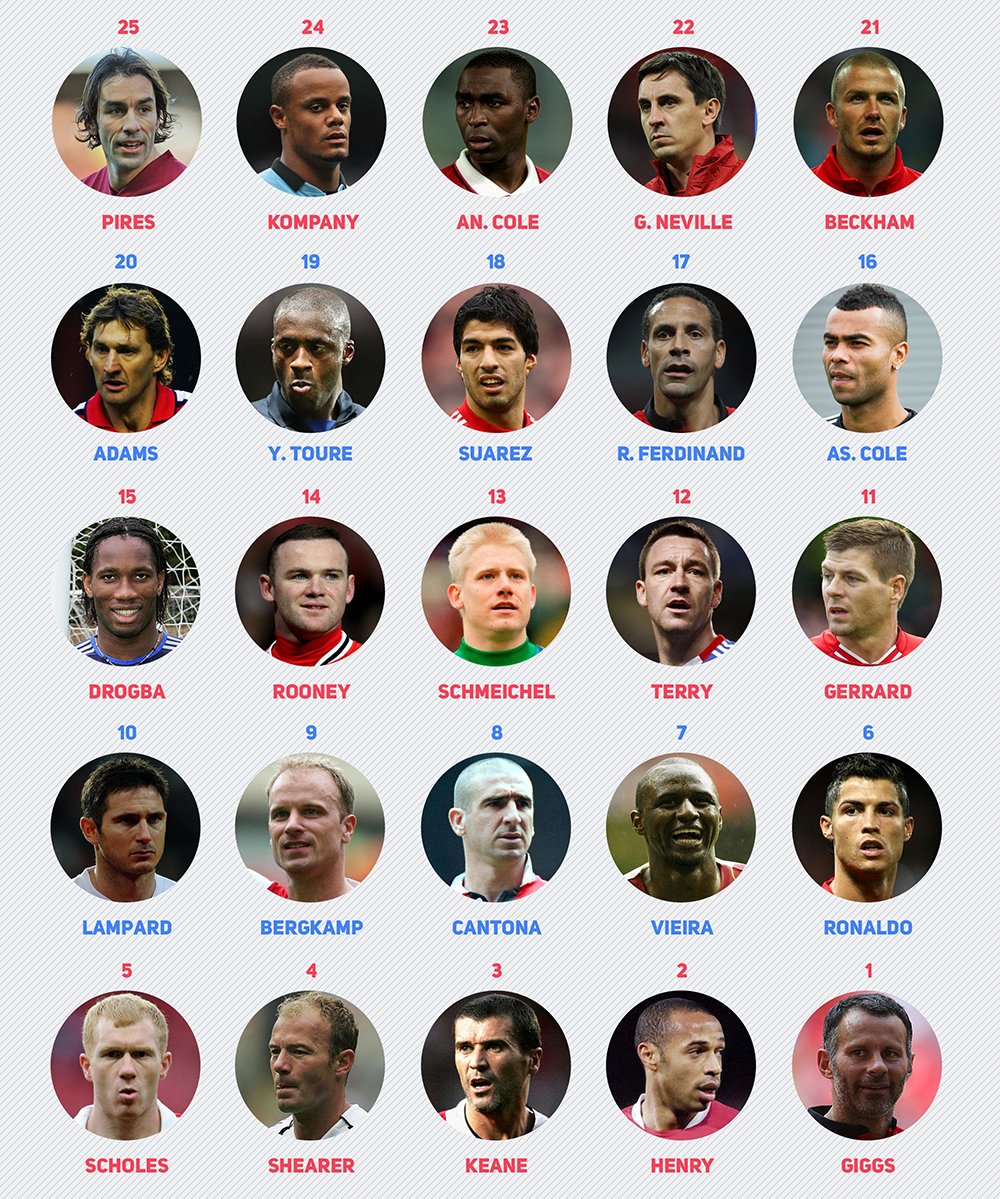 25 24 23 22 21
PIRES KOMPANY AN. COLE G. NEVILLE BECKHAM
20 19 18 17 16
ADAMS Y. TOURE SUAREZ R. FERDINAND AS. COLE
15 14 13 12 11
DROGBA ROONEY SCHMEICHEL TERRY GERRARD
10 9 8 7 6
LAMPARD BERGKAMP CANTONA VIEIRA RONALDO
5 4 3 2 1
SCHOLES SHEARER KEANE HENRY GIGGS